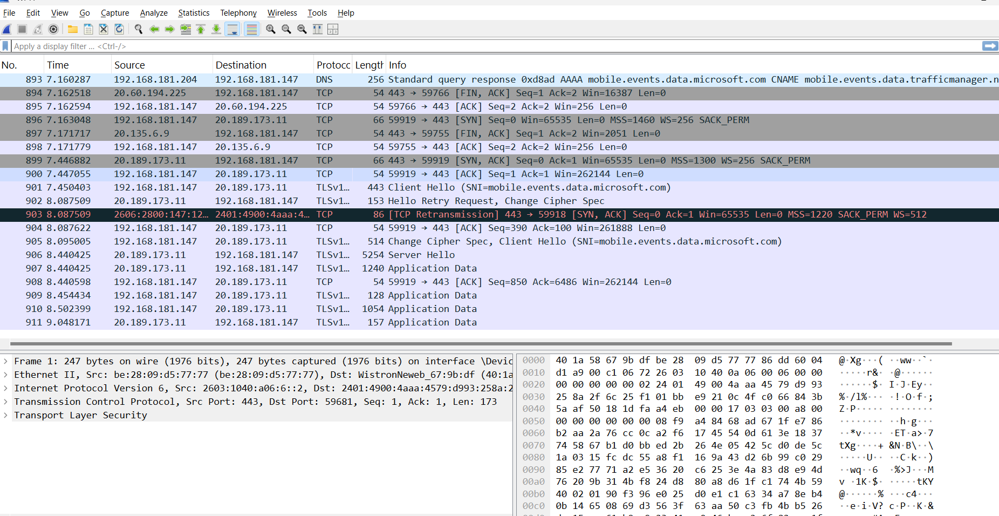 File Edit View Go Capture Analyze Statistics Telephony Wireless Tools Help
Apply a display filter ... <Ctrl-/>
No. Time Source Destination Protocc Length Info
893 7.160287 192.168.181.204 192.168.181.147 DNS 256 Standard query response 0xd8ad AAAA mobile.events.data.microsoft.com CNAME mobile.events.data.trafficmanager.n
894 7.162518 20.60.194.225 192.168.181.147 TCP 54 443 → 59766 [FIN, ACK] Seq=1 Ack=2 Win=16387 Len=0
895 7.162594 192.168.181.147 20.60.194.225 TCP 54 59766 → 443 [ACK] Seq=2 Ack=2 Win=256 Len=0
896 7.163048 192.168.181.147 20.189.173.11 TCP 66 59919 → 443 [SYN] Seq=0 Win=65535 Len=0 MSS=1460 WS=256 SACK_PERM
897 7.171717 20.135.6.9 192.168.181.147 TCP 54 443 → 59755 [FIN, ACK] Seq=1 Ack=2 Win=2051 Len=0
898 7.171779 192.168.181.147 20.135.6.9 TCP 54 59755 → 443 [ACK] Seq=2 Ack=2 Win=256 Len=0
899 7.446882 20.189.173.11 192.168.181.147 TCP 66 443 → 59919 [SYN, ACK] Seq=0 Ack=1 Win=65535 Len=0 MSS=1300 WS=256 SACK_PERM
900 7.447055 192.168.181.147 20.189.173.11 TCP 54 59919 → 443 [ACK] Seq=1 Ack=1 Win=262144 Len=0
901 7.450403 192.168.181.147 20.189.173.11 TLSv1… 443 Client Hello (SNI=mobile.events.data.microsoft.com)
902 8.087509 20.189.173.11 192.168.181.147 TLSv1… 153 Hello Retry Request, Change Cipher Spec
903 8.087509 2606:2800:147:12… 2401:4900:4aaa:4… TCP 86 [TCP Retransmission] 443 → 59918 [SYN, ACK] Seq=0 Ack=1 Win=65535 Len=0 MSS=1220 SACK_PERM WS=512
904 8.087622 192.168.181.147 20.189.173.11 TCP 54 59919 → 443 [ACK] Seq=390 Ack=100 Win=261888 Len=0
905 8.095005 192.168.181.147 20.189.173.11 TLSv1… 514 Change Cipher Spec, Client Hello (SNI=mobile.events.data.microsoft.com)
906 8.440425 20.189.173.11 192.168.181.147 TLSv1… 5254 Server Hello
907 8.440425 20.189.173.11 192.168.181.147 TLSv1… 1240 Application Data
908 8.440598 192.168.181.147 20.189.173.11 TCP 54 59919 → 443 [ACK] Seq=850 Ack=6486 Win=262144 Len=0
909 8.454434 192.168.181.147 20.189.173.11 TLSv1… 128 Application Data
910 8.502399 192.168.181.147 20.189.173.11 TLSv1… 1054 Application Data
911 9.048171 20.189.173.11 192.168.181.147 TLSv1… 157 Application Data
Frame 1: 247 bytes on wire (1976 bits), 247 bytes captured (1976 bits) on interface \Devic
Ethernet II, Src: be:28:09:d5:77:77 (be:28:09:d5:77:77), Dst: WistronNeweb_67:9b:df (40:1a
Internet Protocol Version 6, Src: 2603:1040:a06:6::2, Dst: 2401:4900:4aaa:4579:d993:258a:2
Transmission Control Protocol, Src Port: 443, Dst Port: 59681, Seq: 1, Ack: 1, Len: 173
Transport Layer Security
0000 40 1a 58 67 9b df be 28 09 d5 77 77 86 dd 60 04 @·Xg···( ··ww··`·
0010 d1 a9 00 c1 06 72 26 03 10 40 0a 06 00 06 00 00 ·····r&· ·@······
0020 00 00 00 00 00 02 24 01 49 00 4a aa 45 79 d9 93 ······$· I·J·Ey··
0030 25 8a 2f 6c 25 f1 01 bb e9 21 0c 4f c0 66 84 3b %·/l%··· ·!·O·f·;
0040 5a af 50 18 1d fa a4 eb 00 00 17 03 03 00 a8 00 Z·P····· ········
0050 00 00 00 00 00 00 08 f9 a4 84 68 ad 67 1f e7 86 ········ ··h·g···
0060 b2 aa 2a 76 cc 0c a2 f6 17 45 54 0d 61 3e 18 37 ··*v···· ·ET·a>·7
0070 74 58 67 b1 d0 bb ed 2b 26 4e 05 42 5c d0 de 5c tXg····+ &N·B\··\
0080 1a 03 15 fc dc 55 a8 f1 16 9a 43 d2 6b 99 c0 29 ·····U·· ··C·k··)
0090 85 e2 77 71 a2 e5 36 20 c6 25 3e 4a 83 d8 e9 4d ··wq··6 ·%>J···M
00a0 76 20 9b 31 4b f8 24 d8 80 a8 d6 1f c1 74 4b 59 v ·1K·$· ·····tKY
00b0 40 02 01 90 f3 96 e0 25 d0 e1 c1 63 34 a7 8e b4 @······% ···c4···
00c0 0b 14 65 08 69 d3 56 3f 63 aa 50 c3 fb 4b b5 26 ··e·i·V? c·P··K·&